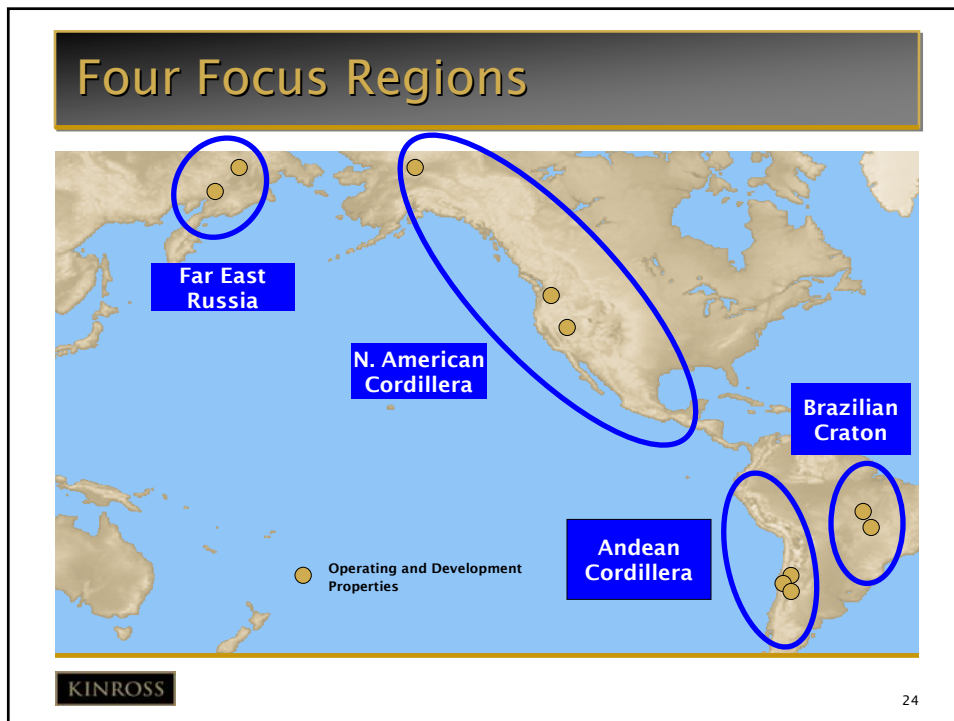 Four Focus Regions
Far East
Russia
N. American
Cordillera
Brazilian
Craton
Andean
Cordillera
Operating and Development
Properties
KINROSS
24